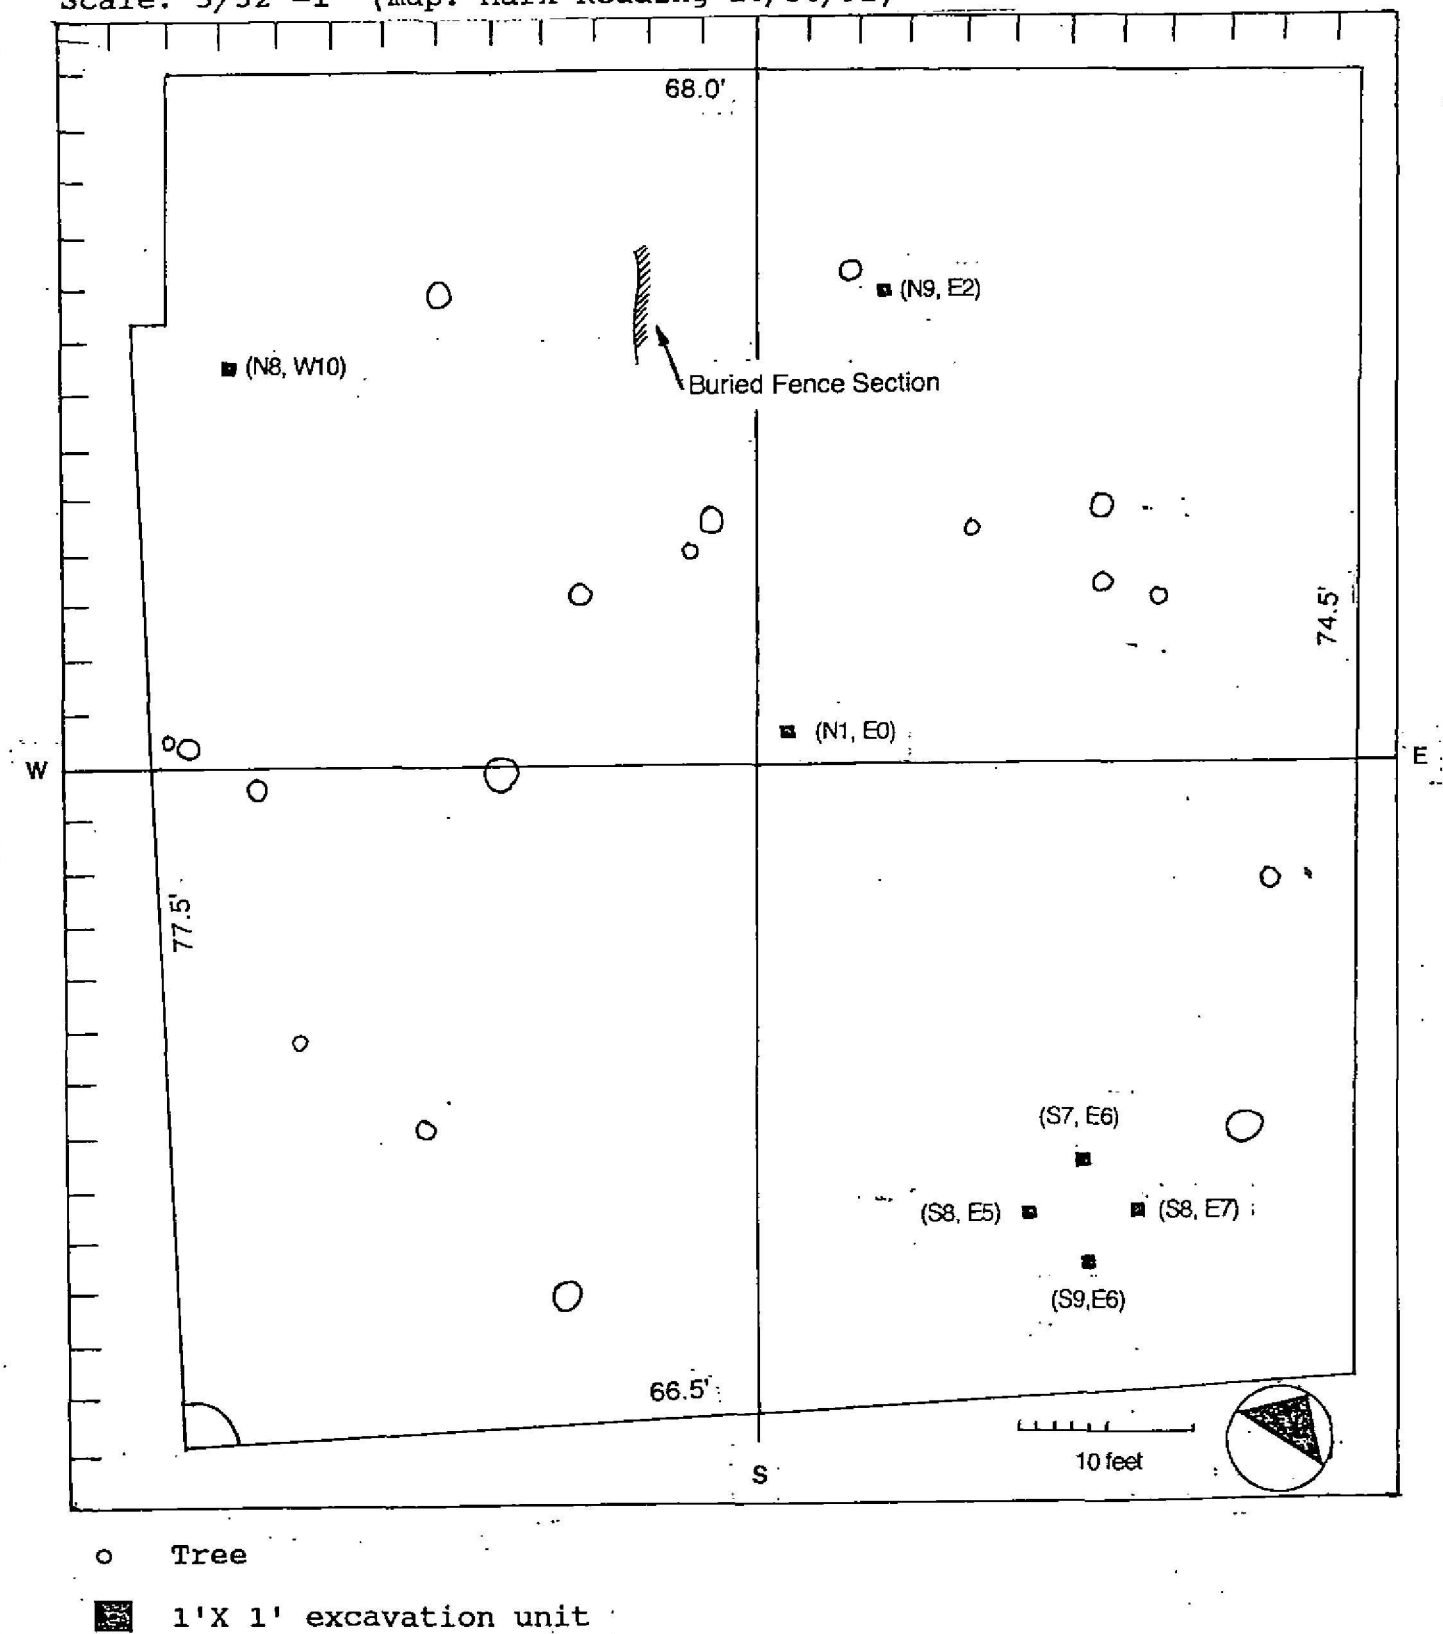 68.0'
(N9, E2)
(N8, W10)
Buried Fence Section
74.5'
(N1, E0)
W
E
77.5'
(S7, E6)
(S8, E5)
(S8, E7)
(S9,E6)
66.5'
10 feet
S
Tree
1'X 1' excavation unit